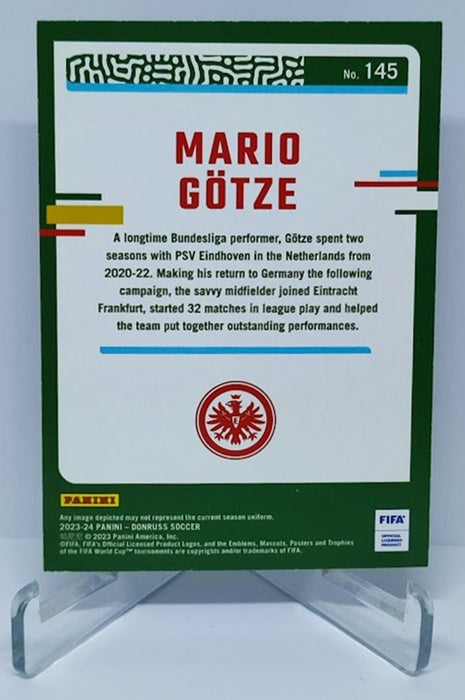 No. 145
MARIO
GÖTZE
A longtime Bundesliga performer, Götze spent two
seasons with PSV Eindhoven in the Netherlands from
2020-22. Making his return to Germany the following
campaign, the savvy midfielder joined Eintracht
Frankfurt, started 32 matches in league play and helped
the team put together outstanding performances.
PANINI
Any image depicted may not represent the current season uniform.
2023-24 PANINI – DONRUSS SOCCER
© 2023 Panini America, Inc.
©FIFA, FIFA's Official Licensed Product Logos, and the Emblems, Mascots, Posters and Trophies
of the FIFA World Cup™ tournaments are copyrights and/or trademarks of FIFA.
FIFA
OFFICIAL
LICENSED
PRODUCT